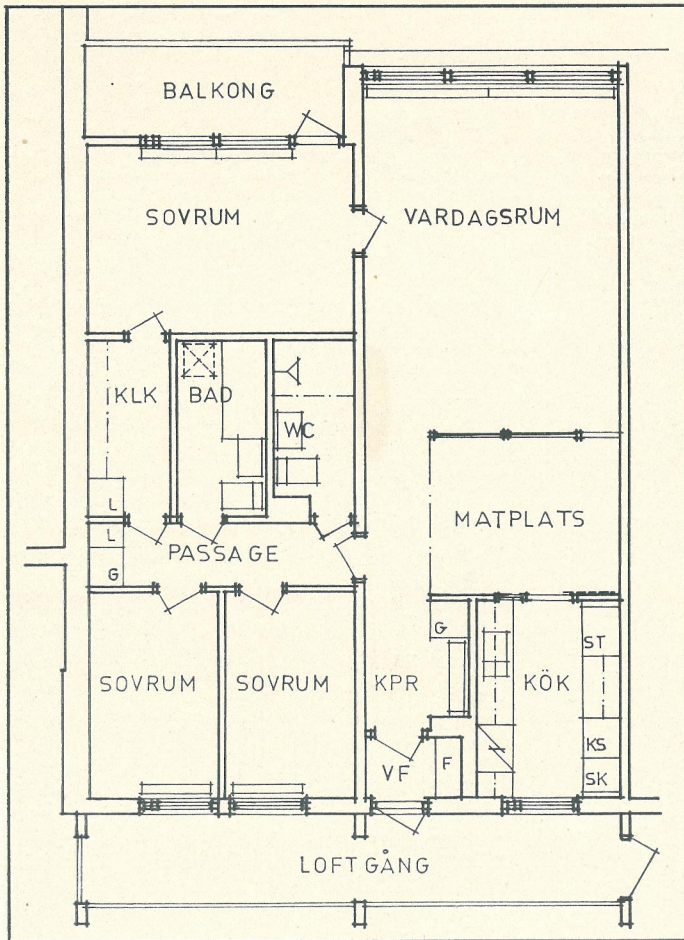 BALKONG
SOVRUM
VARDAGSRUM
KLK
BAD
WC
L
L
G
PASSAGE
MATPLATS
SOVRUM
SOVRUM
KPR
G
KÖK
ST
KS
SK
VF
F
LOFTGÅNG